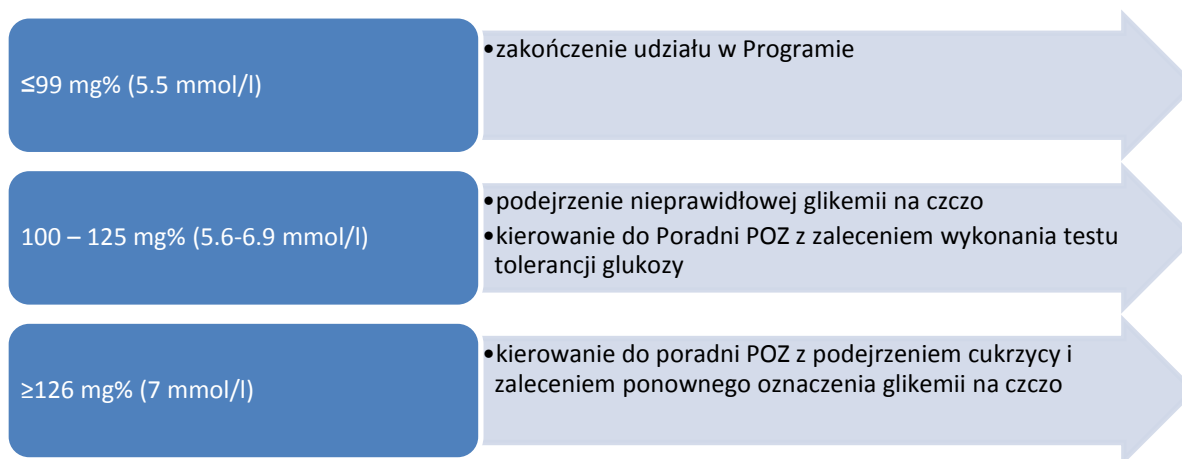 ≤99 mg% (5.5 mmol/l)
•zakończenie udziału w Programie
100 – 125 mg% (5.6-6.9 mmol/l)
•podejrzenie nieprawidłowej glikemii na czczo
•kierowanie do Poradni POZ z zaleceniem wykonania testu
tolerancji glukozy
≥126 mg% (7 mmol/l)
•kierowanie do poradni POZ z podejrzeniem cukrzycy i
zaleceniem ponownego oznaczenia glikemii na czczo